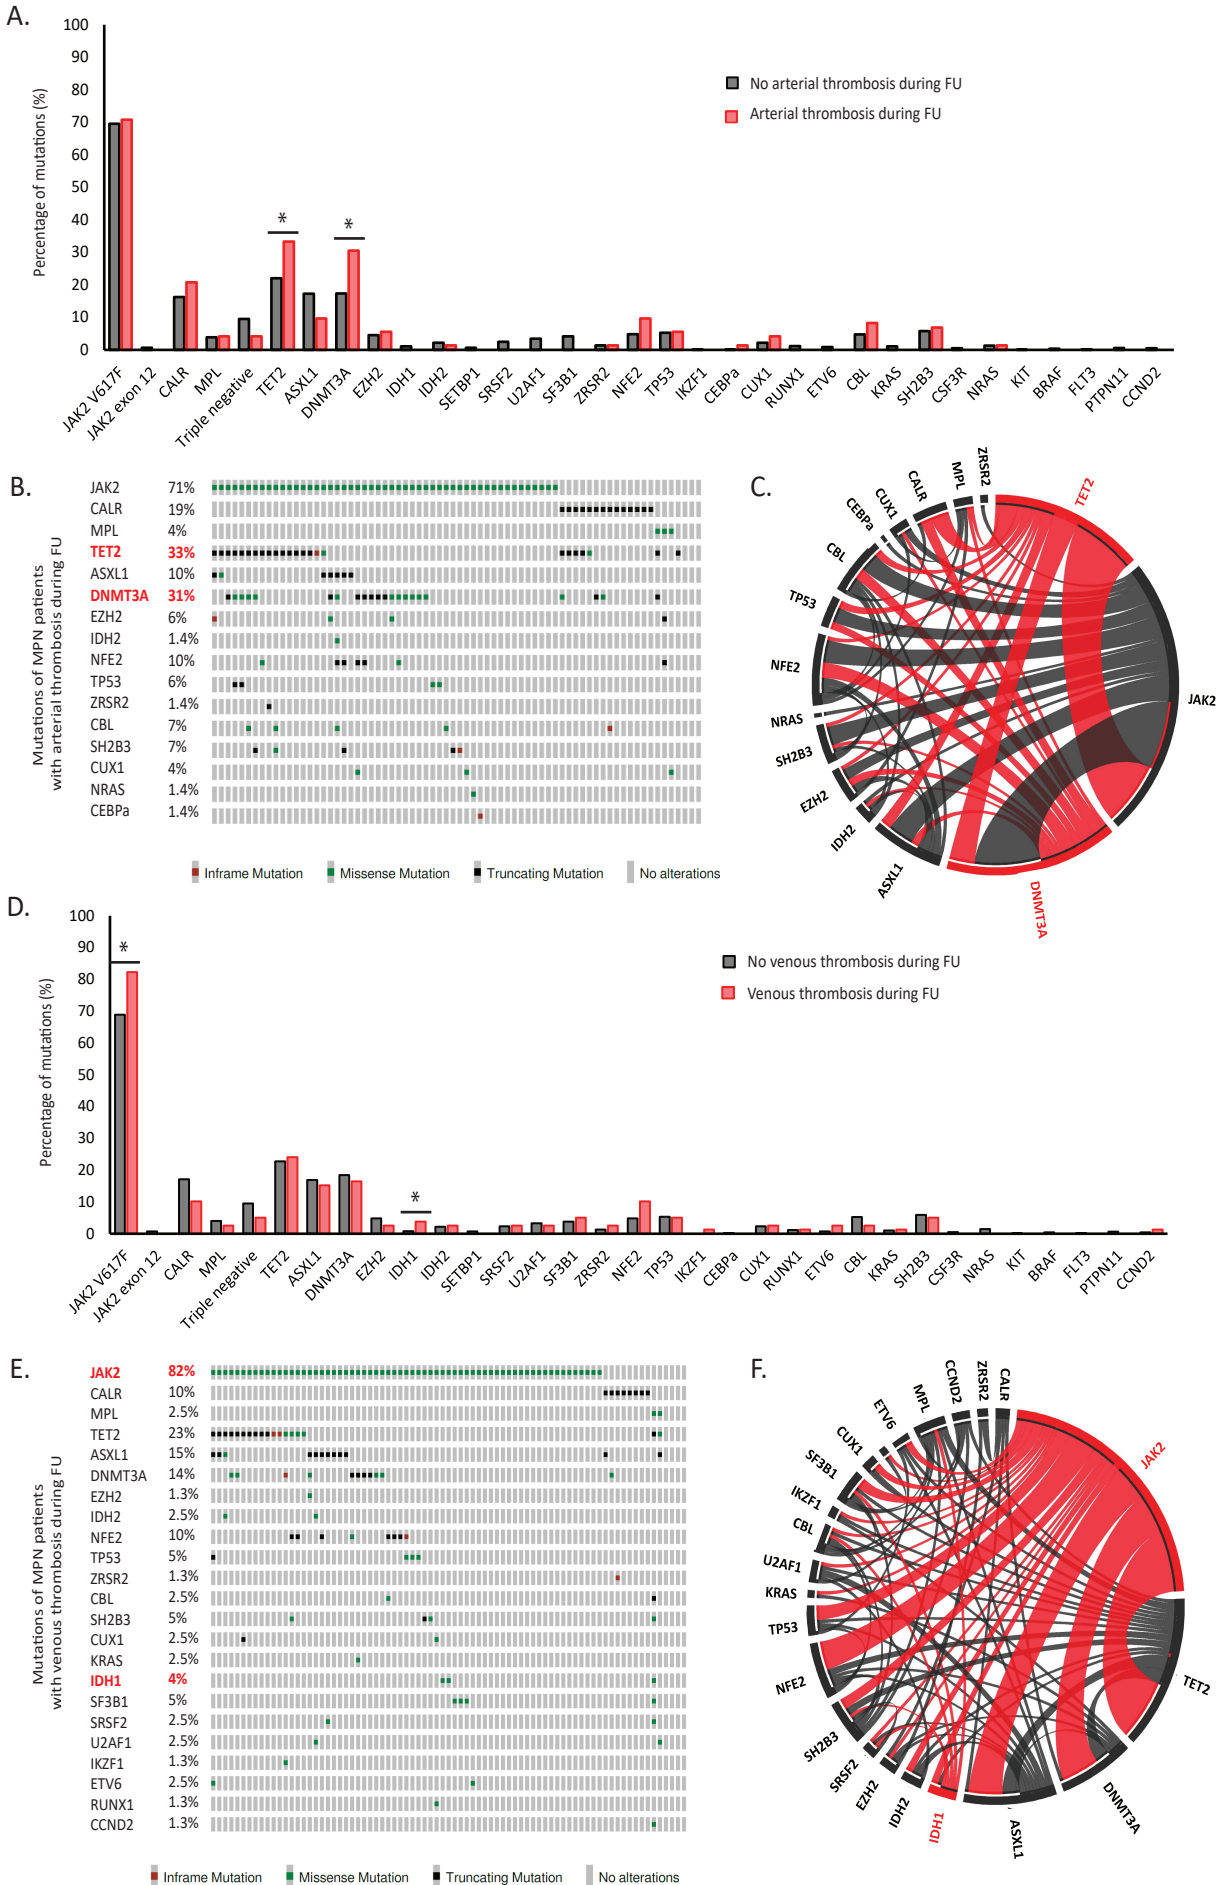 A.
100
90
80
70
60
50
40
30
20
10
0
Percentage of mutations (%)
No arterial thrombosis during FU
Arterial thrombosis during FU
*
*
JAK2 V617F
JAK2 exon 12
CALR
MPL
Triple negative
TET2
ASXL1
DNMT3A
EZH2
IDH1
IDH2
SETBP1
SRSF2
U2AF1
SF3B1
ZRSR2
NFE2
TP53
IKZF1
CEBPa
CUX1
RUNX1
ETV6
CBL
KRAS
SH2B3
CSF3R
NRAS
KIT
BRAF
FLT3
PTPN11
CCND2
B.
Mutations of MPN patients
with arterial thrombosis during FU
JAK2 71%
CALR 19%
MPL 4%
TET2 33%
ASXL1 10%
DNMT3A 31%
EZH2 6%
IDH2 1.4%
NFE2 10%
TP53 6%
ZRSR2 1.4%
CBL 7%
SH2B3 7%
CUX1 4%
NRAS 1.4%
CEBPa 1.4%
Inframe Mutation
Missense Mutation
Truncating Mutation
No alterations
C.
ZRSR2
MPL
CALR
CUX1
CEBPa
CBL
TP53
NFE2
NRAS
SH2B3
EZH2
IDH2
ASXL1
DNMT3A
JAK2
TET2
D.
100
90
80
70
60
50
40
30
20
10
0
Percentage of mutations (%)
No venous thrombosis during FU
Venous thrombosis during FU
*
*
JAK2 V617F
JAK2 exon 12
CALR
MPL
Triple negative
TET2
ASXL1
DNMT3A
EZH2
IDH1
IDH2
SETBP1
SRSF2
U2AF1
SF3B1
ZRSR2
NFE2
TP53
IKZF1
CEBPa
CUX1
RUNX1
ETV6
CBL
KRAS
SH2B3
CSF3R
NRAS
KIT
BRAF
FLT3
PTPN11
CCND2
E.
Mutations of MPN patients
with venous thrombosis during FU
JAK2 82%
CALR 10%
MPL 2.5%
TET2 23%
ASXL1 15%
DNMT3A 14%
EZH2 1.3%
IDH2 2.5%
NFE2 10%
TP53 5%
ZRSR2 1.3%
CBL 2.5%
SH2B3 5%
CUX1 2.5%
KRAS 2.5%
IDH1 4%
SF3B1 5%
SRSF2 2.5%
U2AF1 2.5%
IKZF1 1.3%
ETV6 2.5%
RUNX1 1.3%
CCND2 1.3%
Inframe Mutation
Missense Mutation
Truncating Mutation
No alterations
F.
CALR
ZRSR2
CCND2
MPL
ETV6
CUX1
SF3B1
IKZF1
CBL
U2AF1
KRAS
TP53
NFE2
SH2B3
SRSF2
EZH2
IDH2
IDH1
ASXL1
DNMT3A
TET2
JAK2